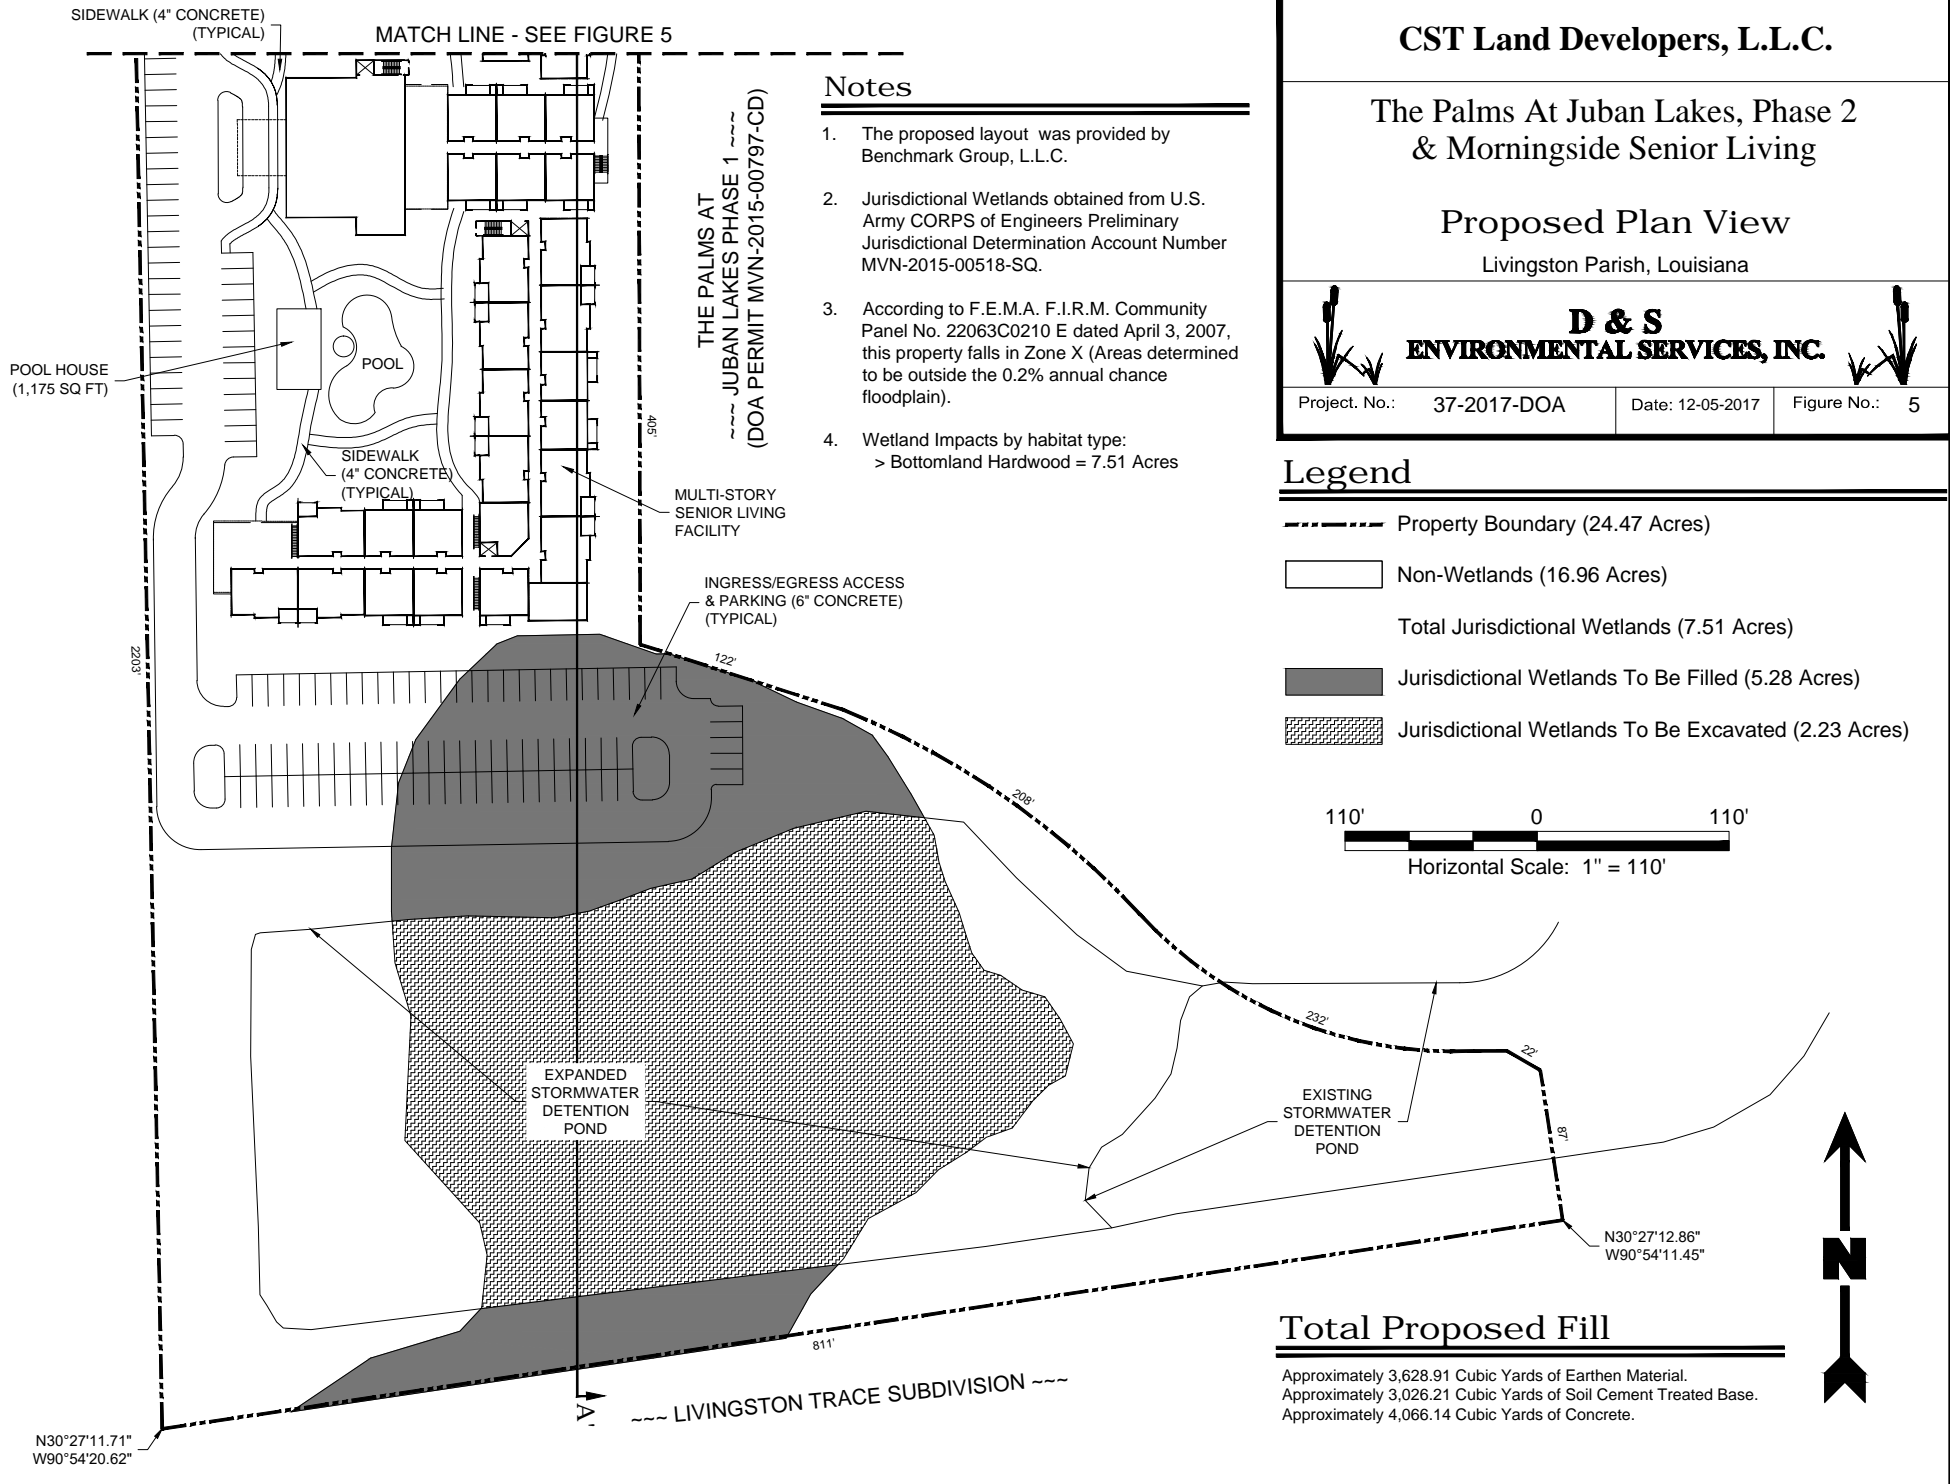 SIDEWALK (4" CONCRETE)
(TYPICAL)
MATCH LINE - SEE FIGURE 5
THE PALMS AT
~~~ JUBAN LAKES PHASE 1 ~~~
(DOA PERMIT MVN-2015-00797-CD)
POOL HOUSE
(1,175 SQ FT)
POOL
SIDEWALK
(4" CONCRETE)
(TYPICAL)
405'
MULTI-STORY
SENIOR LIVING
FACILITY
INGRESS/EGRESS ACCESS
& PARKING (6" CONCRETE)
(TYPICAL)
2203'
122'
208'
232'
22'
87'
EXPANDED
STORMWATER
DETENTION
POND
EXISTING
STORMWATER
DETENTION
POND
N30°27'12.86"
W90°54'11.45"
811'
~~~ LIVINGSTON TRACE SUBDIVISION ~~~
A'
N30°27'11.71"
W90°54'20.62"
Notes
1. The proposed layout was provided by
Benchmark Group, L.L.C.
2. Jurisdictional Wetlands obtained from U.S.
Army CORPS of Engineers Preliminary
Jurisdictional Determination Account Number
MVN-2015-00518-SQ.
3. According to F.E.M.A. F.I.R.M. Community
Panel No. 22063C0210 E dated April 3, 2007,
this property falls in Zone X (Areas determined
to be outside the 0.2% annual chance
floodplain).
4. Wetland Impacts by habitat type:
> Bottomland Hardwood = 7.51 Acres
CST Land Developers, L.L.C.
The Palms At Juban Lakes, Phase 2
& Morningside Senior Living
Proposed Plan View
Livingston Parish, Louisiana
D & S
ENVIRONMENTAL SERVICES, INC.
Project. No.: 37-2017-DOA Date: 12-05-2017 Figure No.: 5
Legend
Property Boundary (24.47 Acres)
Non-Wetlands (16.96 Acres)
Total Jurisdictional Wetlands (7.51 Acres)
Jurisdictional Wetlands To Be Filled (5.28 Acres)
Jurisdictional Wetlands To Be Excavated (2.23 Acres)
110' 0 110'
Horizontal Scale: 1" = 110'
N
Total Proposed Fill
Approximately 3,628.91 Cubic Yards of Earthen Material.
Approximately 3,026.21 Cubic Yards of Soil Cement Treated Base.
Approximately 4,066.14 Cubic Yards of Concrete.